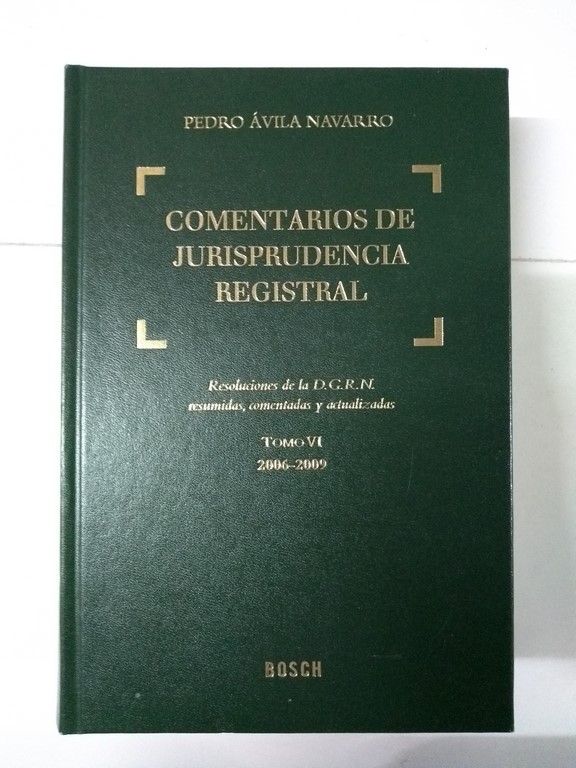 PEDRO ÁVILA NAVARRO
COMENTARIOS DE
JURISPRUDENCIA
REGISTRAL
Resoluciones de la D.G.R.N.
resumidas, comentadas y actualizadas
TOMO VI
2006-2009
BOSCH